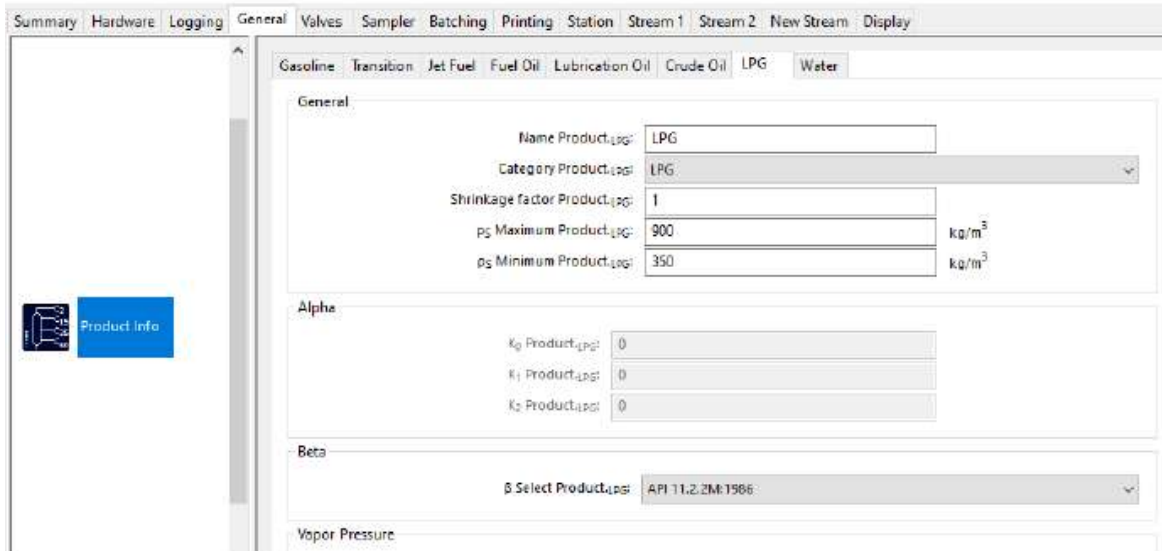 Summary Hardware Logging General Valves Sampler Batching Printing Station Stream 1 Stream 2 New Stream Display
Gasoline Transition Jet Fuel Fuel Oil Lubrication Oil Crude Oil LPG Water
General
Name Product.LPG: LPG
Category Product.LPG: LPG
Shrinkage factor Product.LPG: 1
ρS Maximum Product.LPG: 900 kg/m³
ρS Minimum Product.LPG: 350 kg/m³
Product Info
Alpha
K0 Product.LPG: 0
K1 Product.LPG: 0
K2 Product.LPG: 0
Beta
β Select Product.LPG: API 11.2.2M:1986
Vapor Pressure